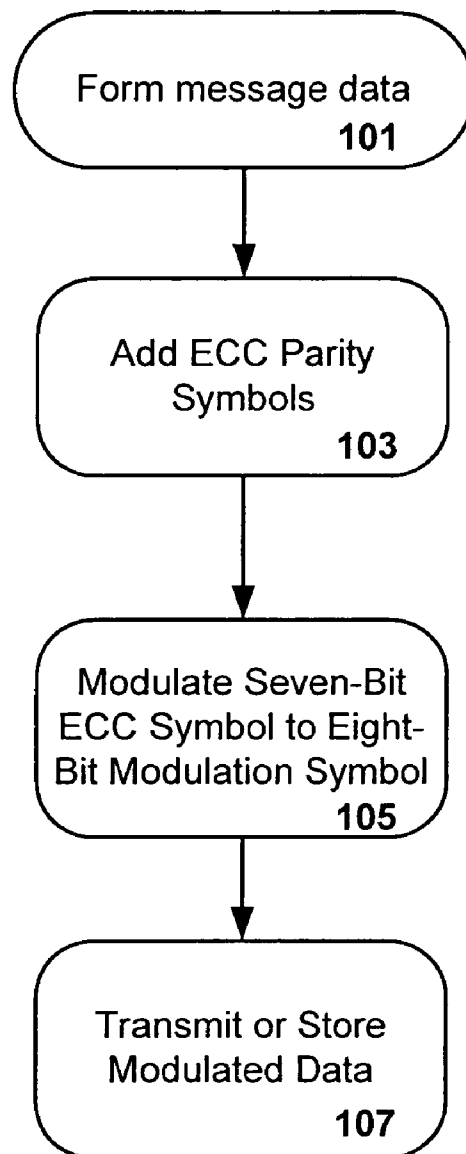 Form message data
101
Add ECC Parity
Symbols
103
Modulate Seven-Bit
ECC Symbol to Eight-
Bit Modulation Symbol
105
Transmit or Store
Modulated Data
107